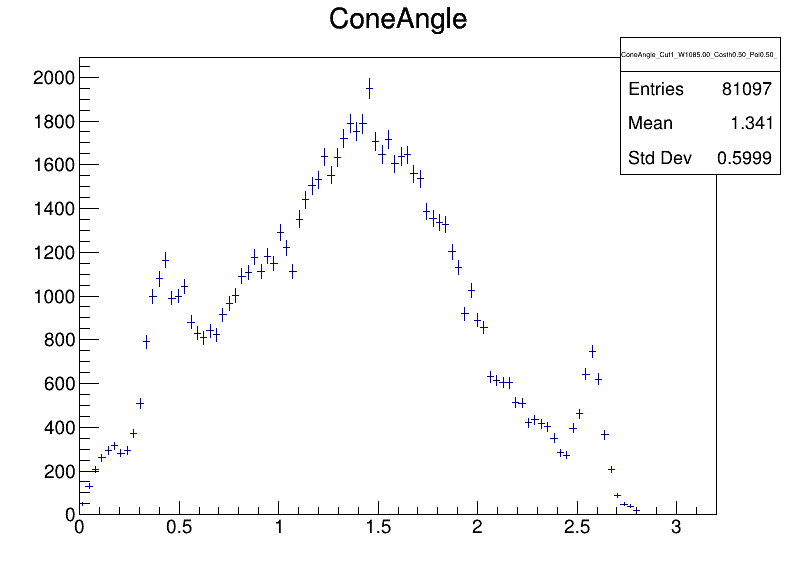 ConeAngle
ConeAngle_Cut1_W1085.00_Costh0.50_Pol0.50_
Entries 81097
Mean 1.341
Std Dev 0.5999
2000
1800
1600
1400
1200
1000
800
600
400
200
0
0 0.5 1 1.5 2 2.5 3